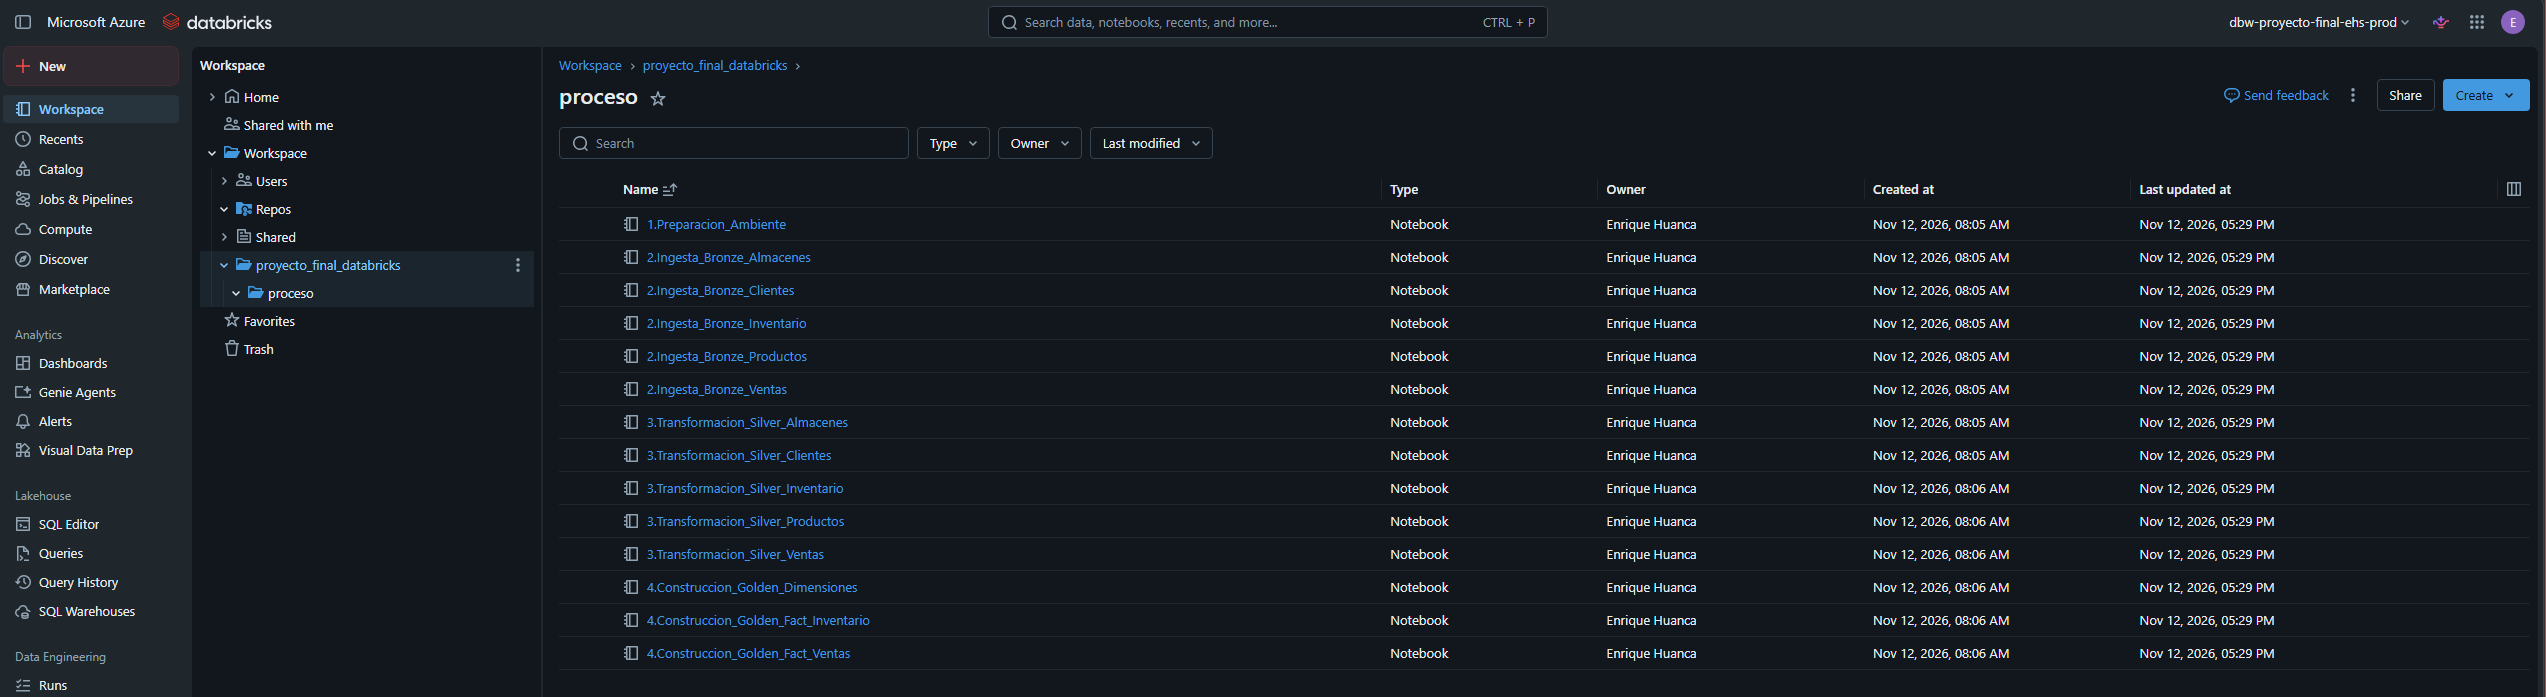 Microsoft Azure databricks
Search data, notebooks, recents, and more... CTRL + P
dbw-proyecto-final-ehs-prod E
New
Workspace
Recents
Catalog
Jobs & Pipelines
Compute
Discover
Marketplace
Analytics
Dashboards
Genie Agents
Alerts
Visual Data Prep
Lakehouse
SQL Editor
Queries
Query History
SQL Warehouses
Data Engineering
Runs
Workspace
Home
Shared with me
Workspace
Users
Repos
Shared
proyecto_final_databricks
proceso
Favorites
Trash
Workspace > proyecto_final_databricks >
proceso
Send feedback Share Create
Search Type Owner Last modified
Name Type Owner Created at Last updated at
1.Preparacion_Ambiente Notebook Enrique Huanca Nov 12, 2026, 08:05 AM Nov 12, 2026, 05:29 PM
2.Ingesta_Bronze_Almacenes Notebook Enrique Huanca Nov 12, 2026, 08:05 AM Nov 12, 2026, 05:29 PM
2.Ingesta_Bronze_Clientes Notebook Enrique Huanca Nov 12, 2026, 08:05 AM Nov 12, 2026, 05:29 PM
2.Ingesta_Bronze_Inventario Notebook Enrique Huanca Nov 12, 2026, 08:05 AM Nov 12, 2026, 05:29 PM
2.Ingesta_Bronze_Productos Notebook Enrique Huanca Nov 12, 2026, 08:05 AM Nov 12, 2026, 05:29 PM
2.Ingesta_Bronze_Ventas Notebook Enrique Huanca Nov 12, 2026, 08:05 AM Nov 12, 2026, 05:29 PM
3.Transformacion_Silver_Almacenes Notebook Enrique Huanca Nov 12, 2026, 08:05 AM Nov 12, 2026, 05:29 PM
3.Transformacion_Silver_Clientes Notebook Enrique Huanca Nov 12, 2026, 08:05 AM Nov 12, 2026, 05:29 PM
3.Transformacion_Silver_Inventario Notebook Enrique Huanca Nov 12, 2026, 08:06 AM Nov 12, 2026, 05:29 PM
3.Transformacion_Silver_Productos Notebook Enrique Huanca Nov 12, 2026, 08:06 AM Nov 12, 2026, 05:29 PM
3.Transformacion_Silver_Ventas Notebook Enrique Huanca Nov 12, 2026, 08:06 AM Nov 12, 2026, 05:29 PM
4.Construccion_Golden_Dimensiones Notebook Enrique Huanca Nov 12, 2026, 08:06 AM Nov 12, 2026, 05:29 PM
4.Construccion_Golden_Fact_Inventario Notebook Enrique Huanca Nov 12, 2026, 08:06 AM Nov 12, 2026, 05:29 PM
4.Construccion_Golden_Fact_Ventas Notebook Enrique Huanca Nov 12, 2026, 08:06 AM Nov 12, 2026, 05:29 PM